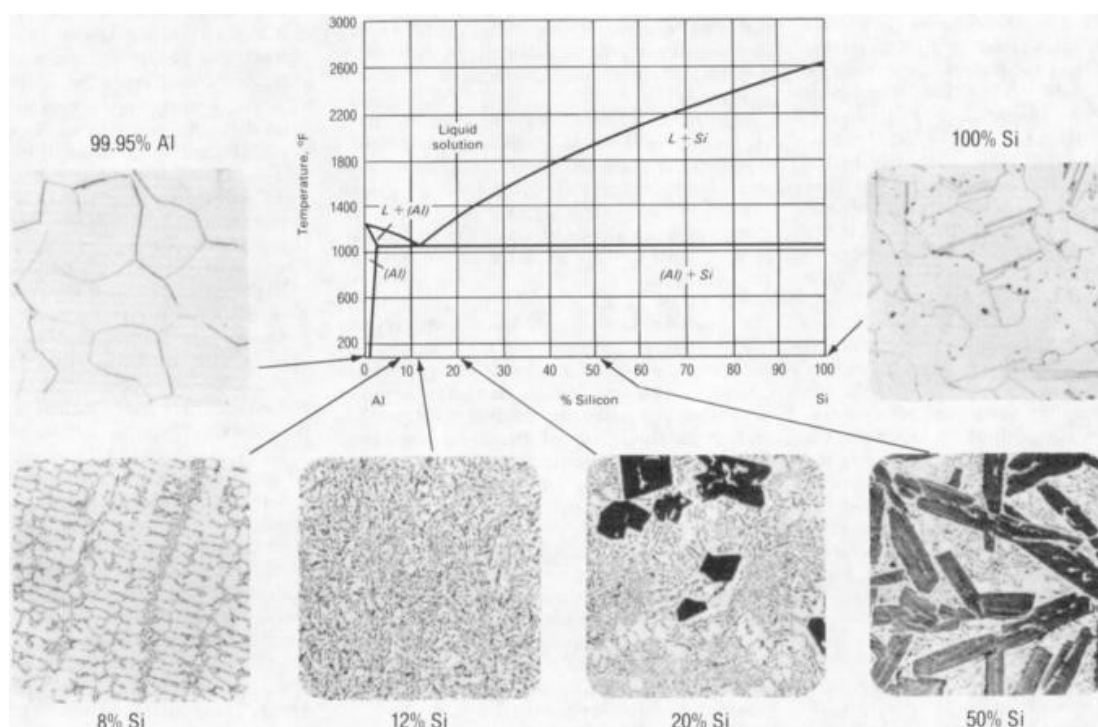 99.95% Al
100% Si
Temperature, °F
3000
2600
2200
1800
1400
1000
600
200
Liquid
solution
L + Si
L + (Al)
(Al)
(Al) + Si
0 10 20 30 40 50 60 70 80 90 100
Al % Silicon Si
8% Si 12% Si 20% Si 50% Si